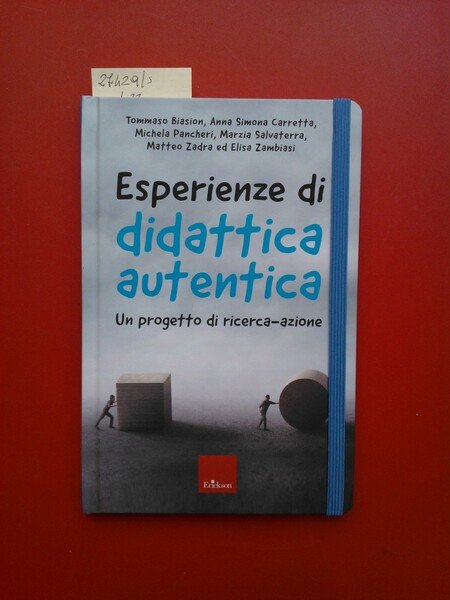 27429/s
Tommaso Biasion, Anna Simona Carretta,
Michela Pancheri, Marzia Salvaterra,
Matteo Zadra ed Elisa Zambiasi
Esperienze di
didattica
autentica
Un progetto di ricerca-azione
Erickson